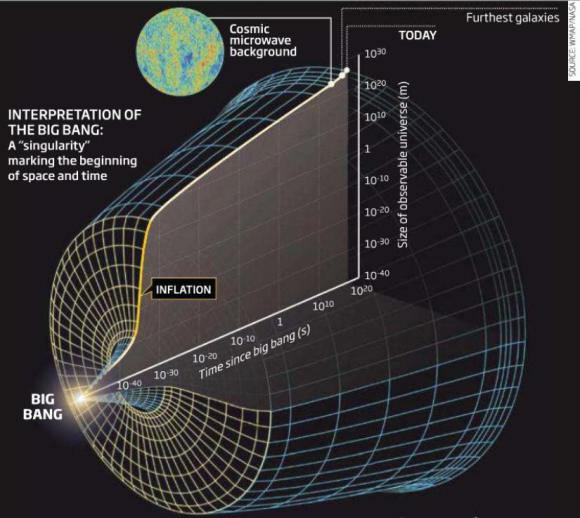 SOURCE: WMAP/NASA
Furthest galaxies
TODAY
Cosmic
microwave
background
INTERPRETATION OF
THE BIG BANG:
A "singularity"
marking the beginning
of space and time
10³⁰
10²⁰
10¹⁰
1
10⁻¹⁰
10⁻²⁰
10⁻³⁰
10⁻⁴⁰
Size of observable universe (m)
INFLATION
10⁻⁴⁰
10⁻³⁰
10⁻²⁰
10⁻¹⁰
1
10¹⁰
10²⁰
Time since big bang (s)
BIG
BANG